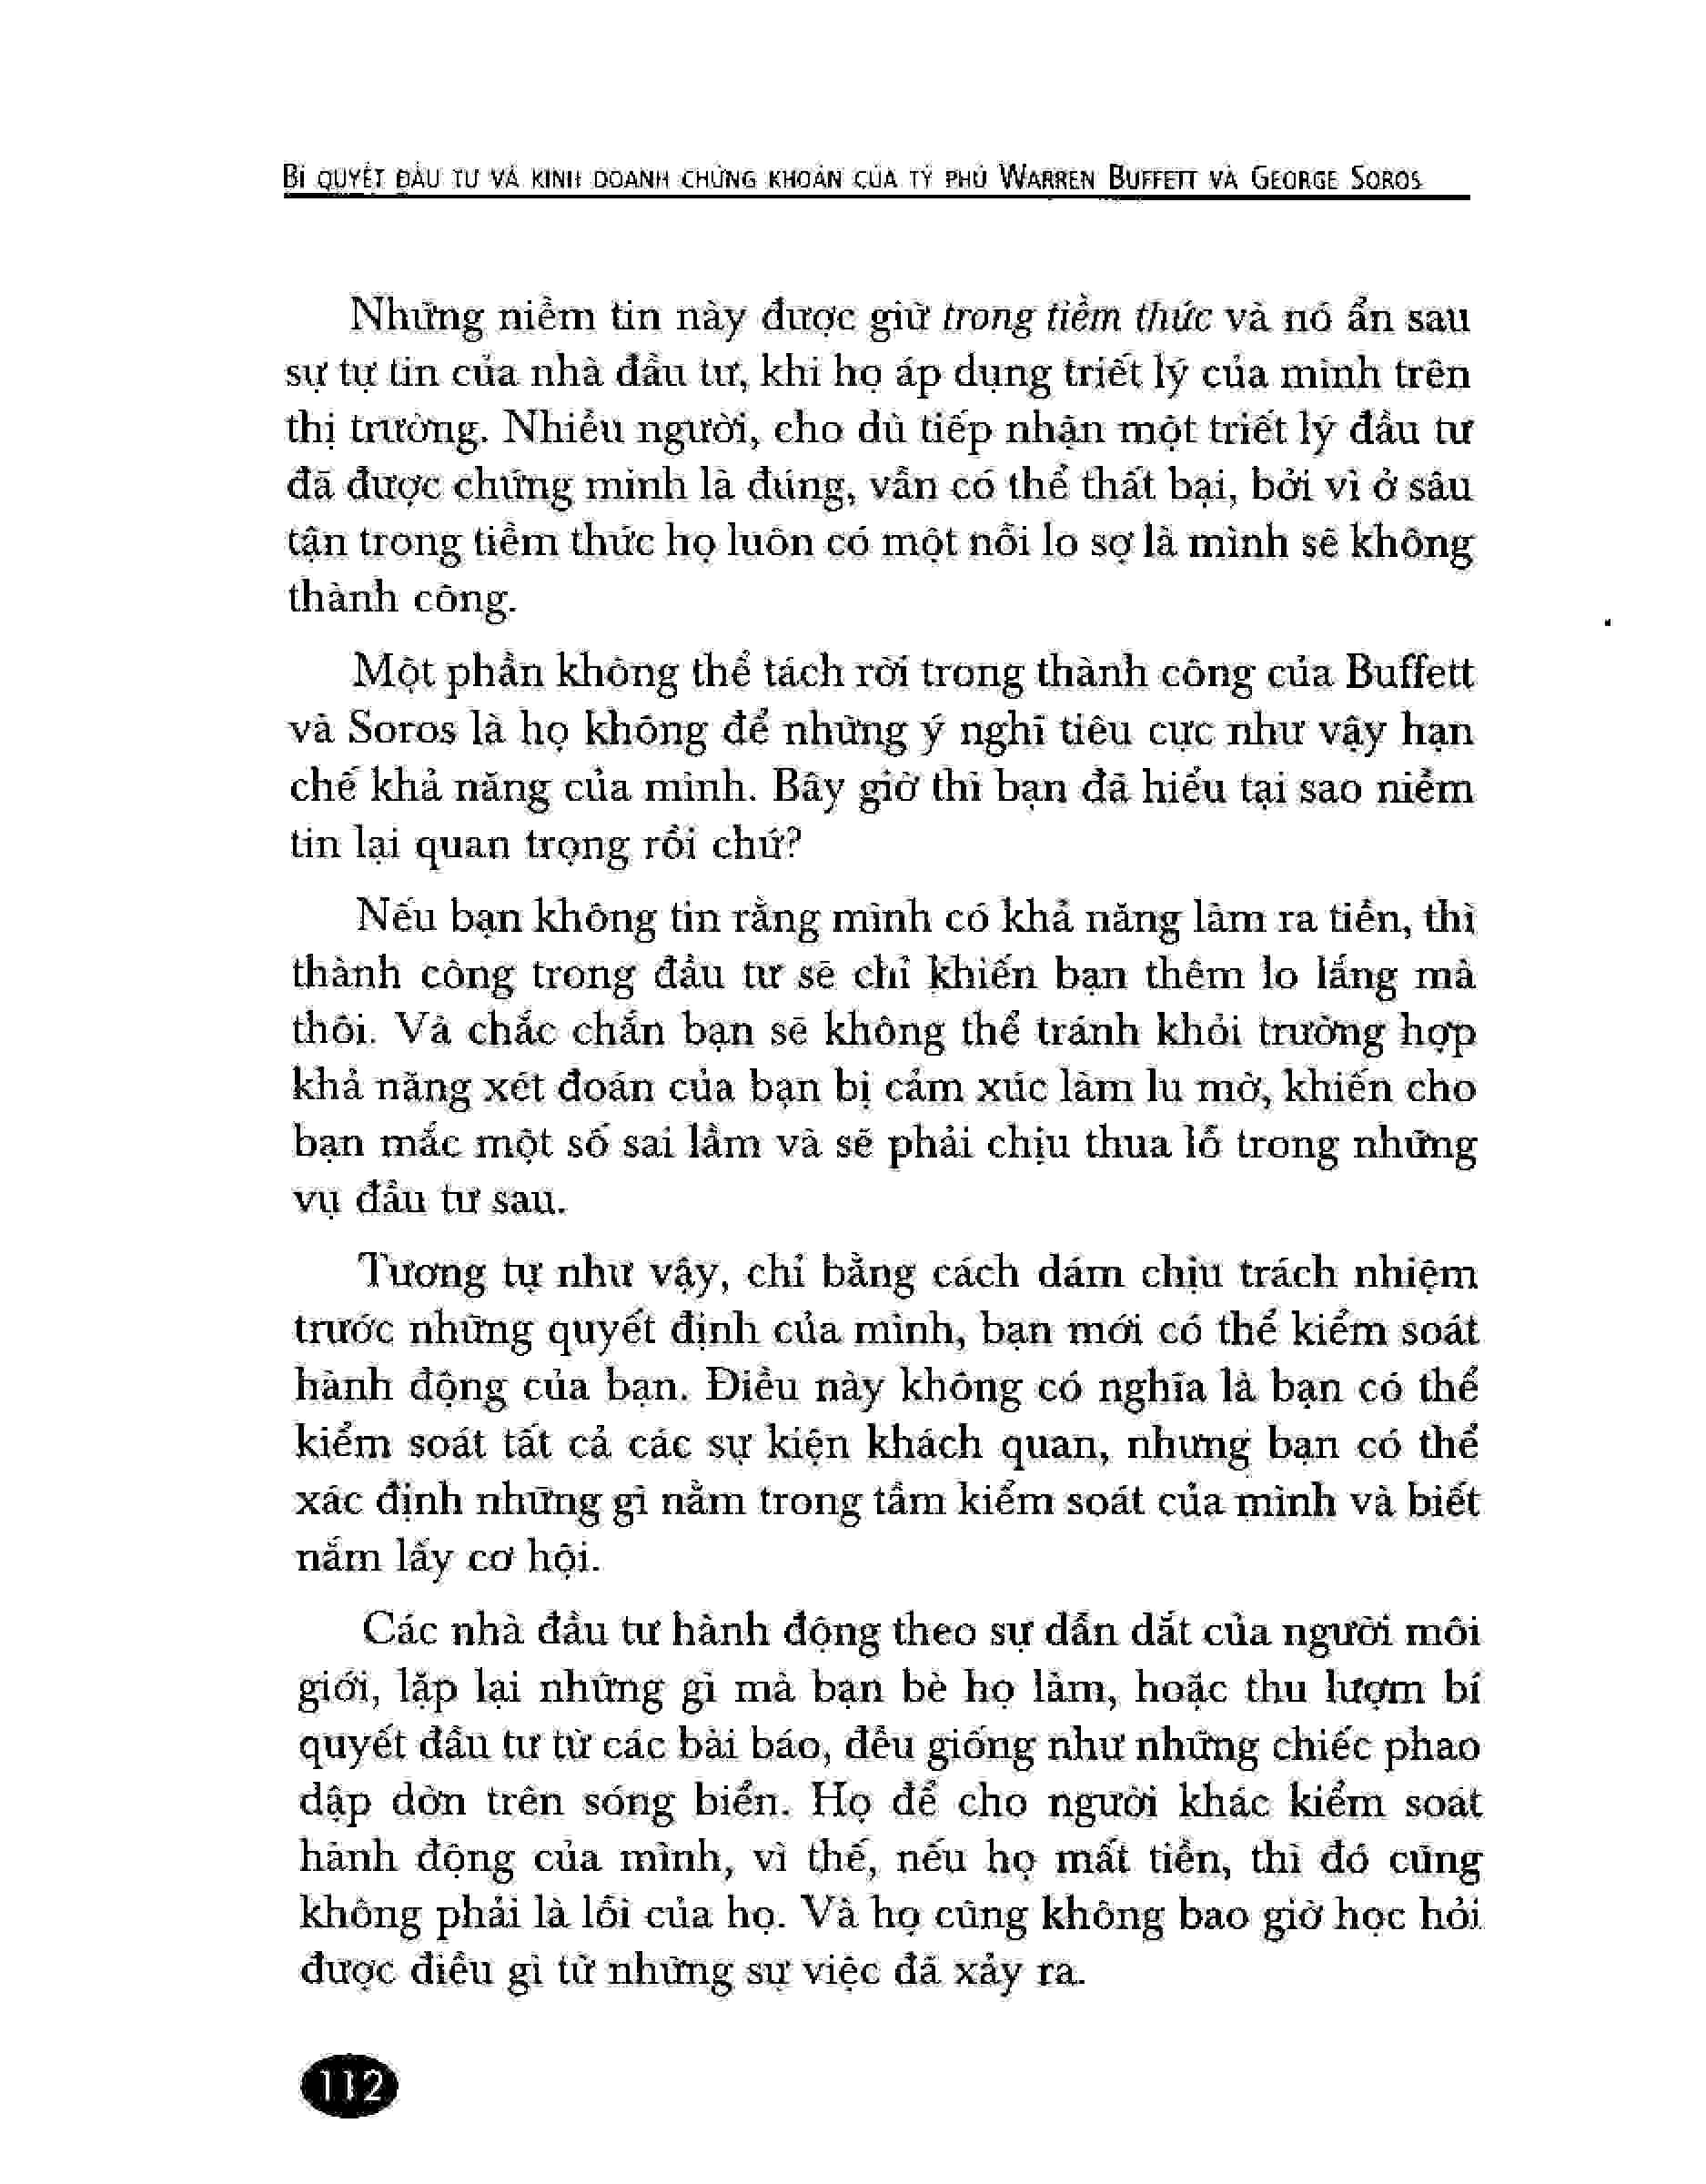 BÍ QUYẾT ĐẦU TƯ VÀ KINH DOANH CHỨNG KHOÁN CỦA TỶ PHÚ WARREN BUFFETT VÀ GEORGE SOROS
Những niềm tin này được giữ trong tiềm thức và nó ẩn sau
sự tự tin của nhà đầu tư, khi họ áp dụng triết lý của mình trên
thị trường. Nhiều người, cho dù tiếp nhận một triết lý đầu tư
đã được chứng minh là đúng, vẫn có thể thất bại, bởi vì ở sâu
tận trong tiềm thức họ luôn có một nỗi lo sợ là mình sẽ không
thành công.
Một phần không thể tách rời trong thành công của Buffett
và Soros là họ không để những ý nghĩ tiêu cực như vậy hạn
chế khả năng của mình. Bây giờ thì bạn đã hiểu tại sao niềm
tin lại quan trọng rồi chứ?
Nếu bạn không tin rằng mình có khả năng làm ra tiền, thì
thành công trong đầu tư sẽ chỉ khiến bạn thêm lo lắng mà
thôi. Và chắc chắn bạn sẽ không thể tránh khỏi trường hợp
khả năng xét đoán của bạn bị cảm xúc làm lu mờ, khiến cho
bạn mắc một số sai lầm và sẽ phải chịu thua lỗ trong những
vụ đầu tư sau.
Tương tự như vậy, chỉ bằng cách dám chịu trách nhiệm
trước những quyết định của mình, bạn mới có thể kiểm soát
hành động của bạn. Điều này không có nghĩa là bạn có thể
kiểm soát tất cả các sự kiện khách quan, nhưng bạn có thể
xác định những gì nằm trong tầm kiểm soát của mình và biết
nắm lấy cơ hội.
Các nhà đầu tư hành động theo sự dẫn dắt của người môi
giới, lặp lại những gì mà bạn bè họ làm, hoặc thu lượm bí
quyết đầu tư từ các bài báo, đều giống như những chiếc phao
dập dờn trên sóng biển. Họ để cho người khác kiểm soát
hành động của mình, vì thế, nếu họ mất tiền, thì đó cũng
không phải là lỗi của họ. Và họ cũng không bao giờ học hỏi
được điều gì từ những sự việc đã xảy ra.
112